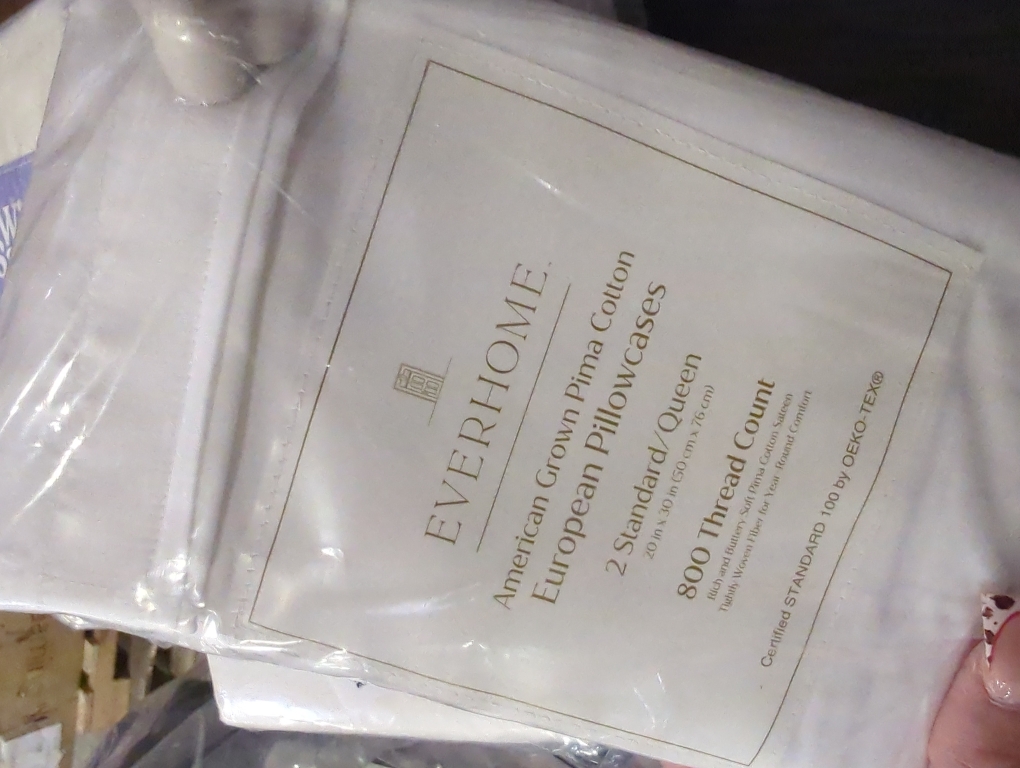 EVERHOME
American Grown Pima Cotton
European Pillowcases
2 Standard/Queen
20 in x 30 in (50 cm x 76 cm)
800 Thread Count
Rich and Buttery Soft Pima Cotton Sateen
Tightly Woven Fiber for Year-Round Comfort
Certified STANDARD 100 by OEKO-TEX®